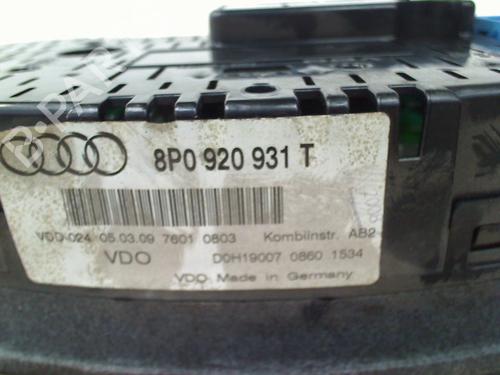 8P0 920 931 T
VDD-024 05.03.09 7601 0803 Kombiinstr. AB2
VDO D0H19007 0860 1534
VDO Made in Germany